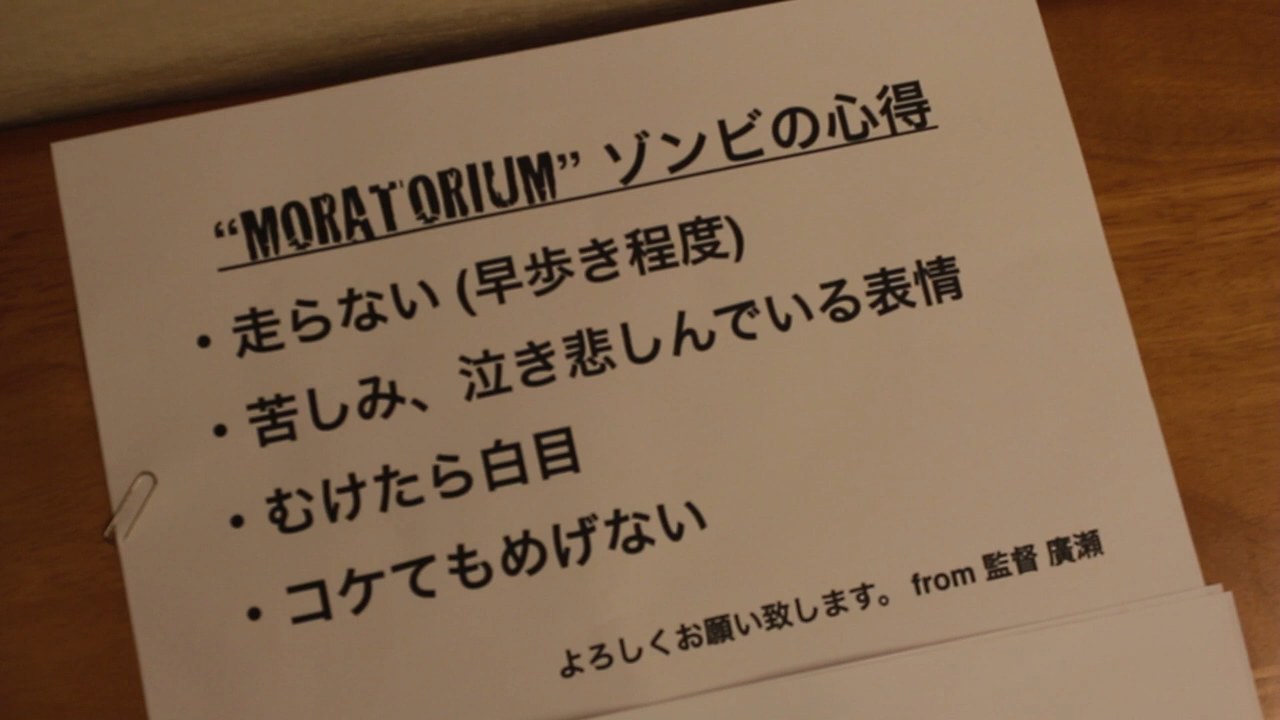 “MORATORIUM” ゾンビの心得
・走らない (早歩き程度)
・苦しみ、泣き悲しんでいる表情
・むけたら白目
・コケてもめげない
よろしくお願い致します。 from 監督 廣瀬